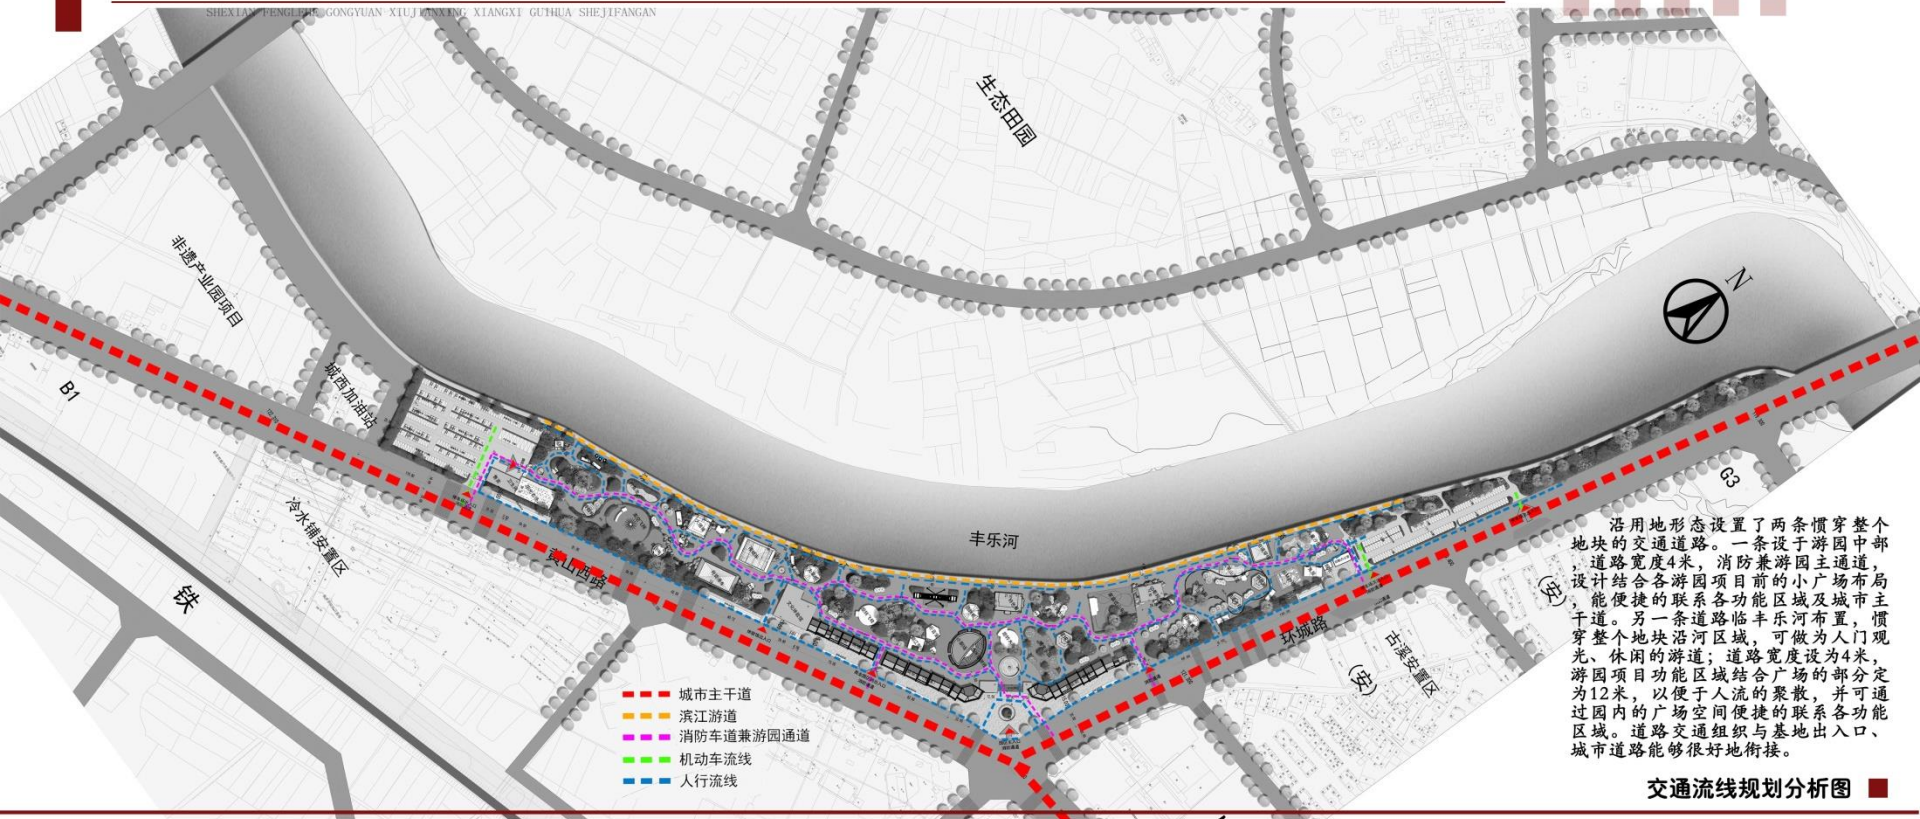 SHEXIAN FENGLEHE GONGYUAN XIUJIANXING XIANGXI GUIHUA SHEJIFANGAN
生态田园
非遗产业园项目
N
城西加油站
B1
G3
冷水铺安置区
丰乐河
黄山西路
铁
环城路
(安)
(安)
古溪安置区
沿用地形态设置了两条惯穿整个
地块的交通道路。一条设于游园中部
，道路宽度4米，消防兼游园主通道，
设计结合各游园项目前的小广场布局
，能便捷的联系各功能区域及城市主
干道。另一条道路临丰乐河布置，惯
穿整个地块沿河区域，可做为人门观
光、休闲的游道；道路宽度设为4米，
游园项目功能区域结合广场的部分定
为12米，以便于人流的聚散，并可通
过园内的广场空间便捷的联系各功能
区域。道路交通组织与基地出入口、
城市道路能够很好地衔接。
城市主干道
滨江游道
消防车道兼游园通道
机动车流线
人行流线
交通流线规划分析图